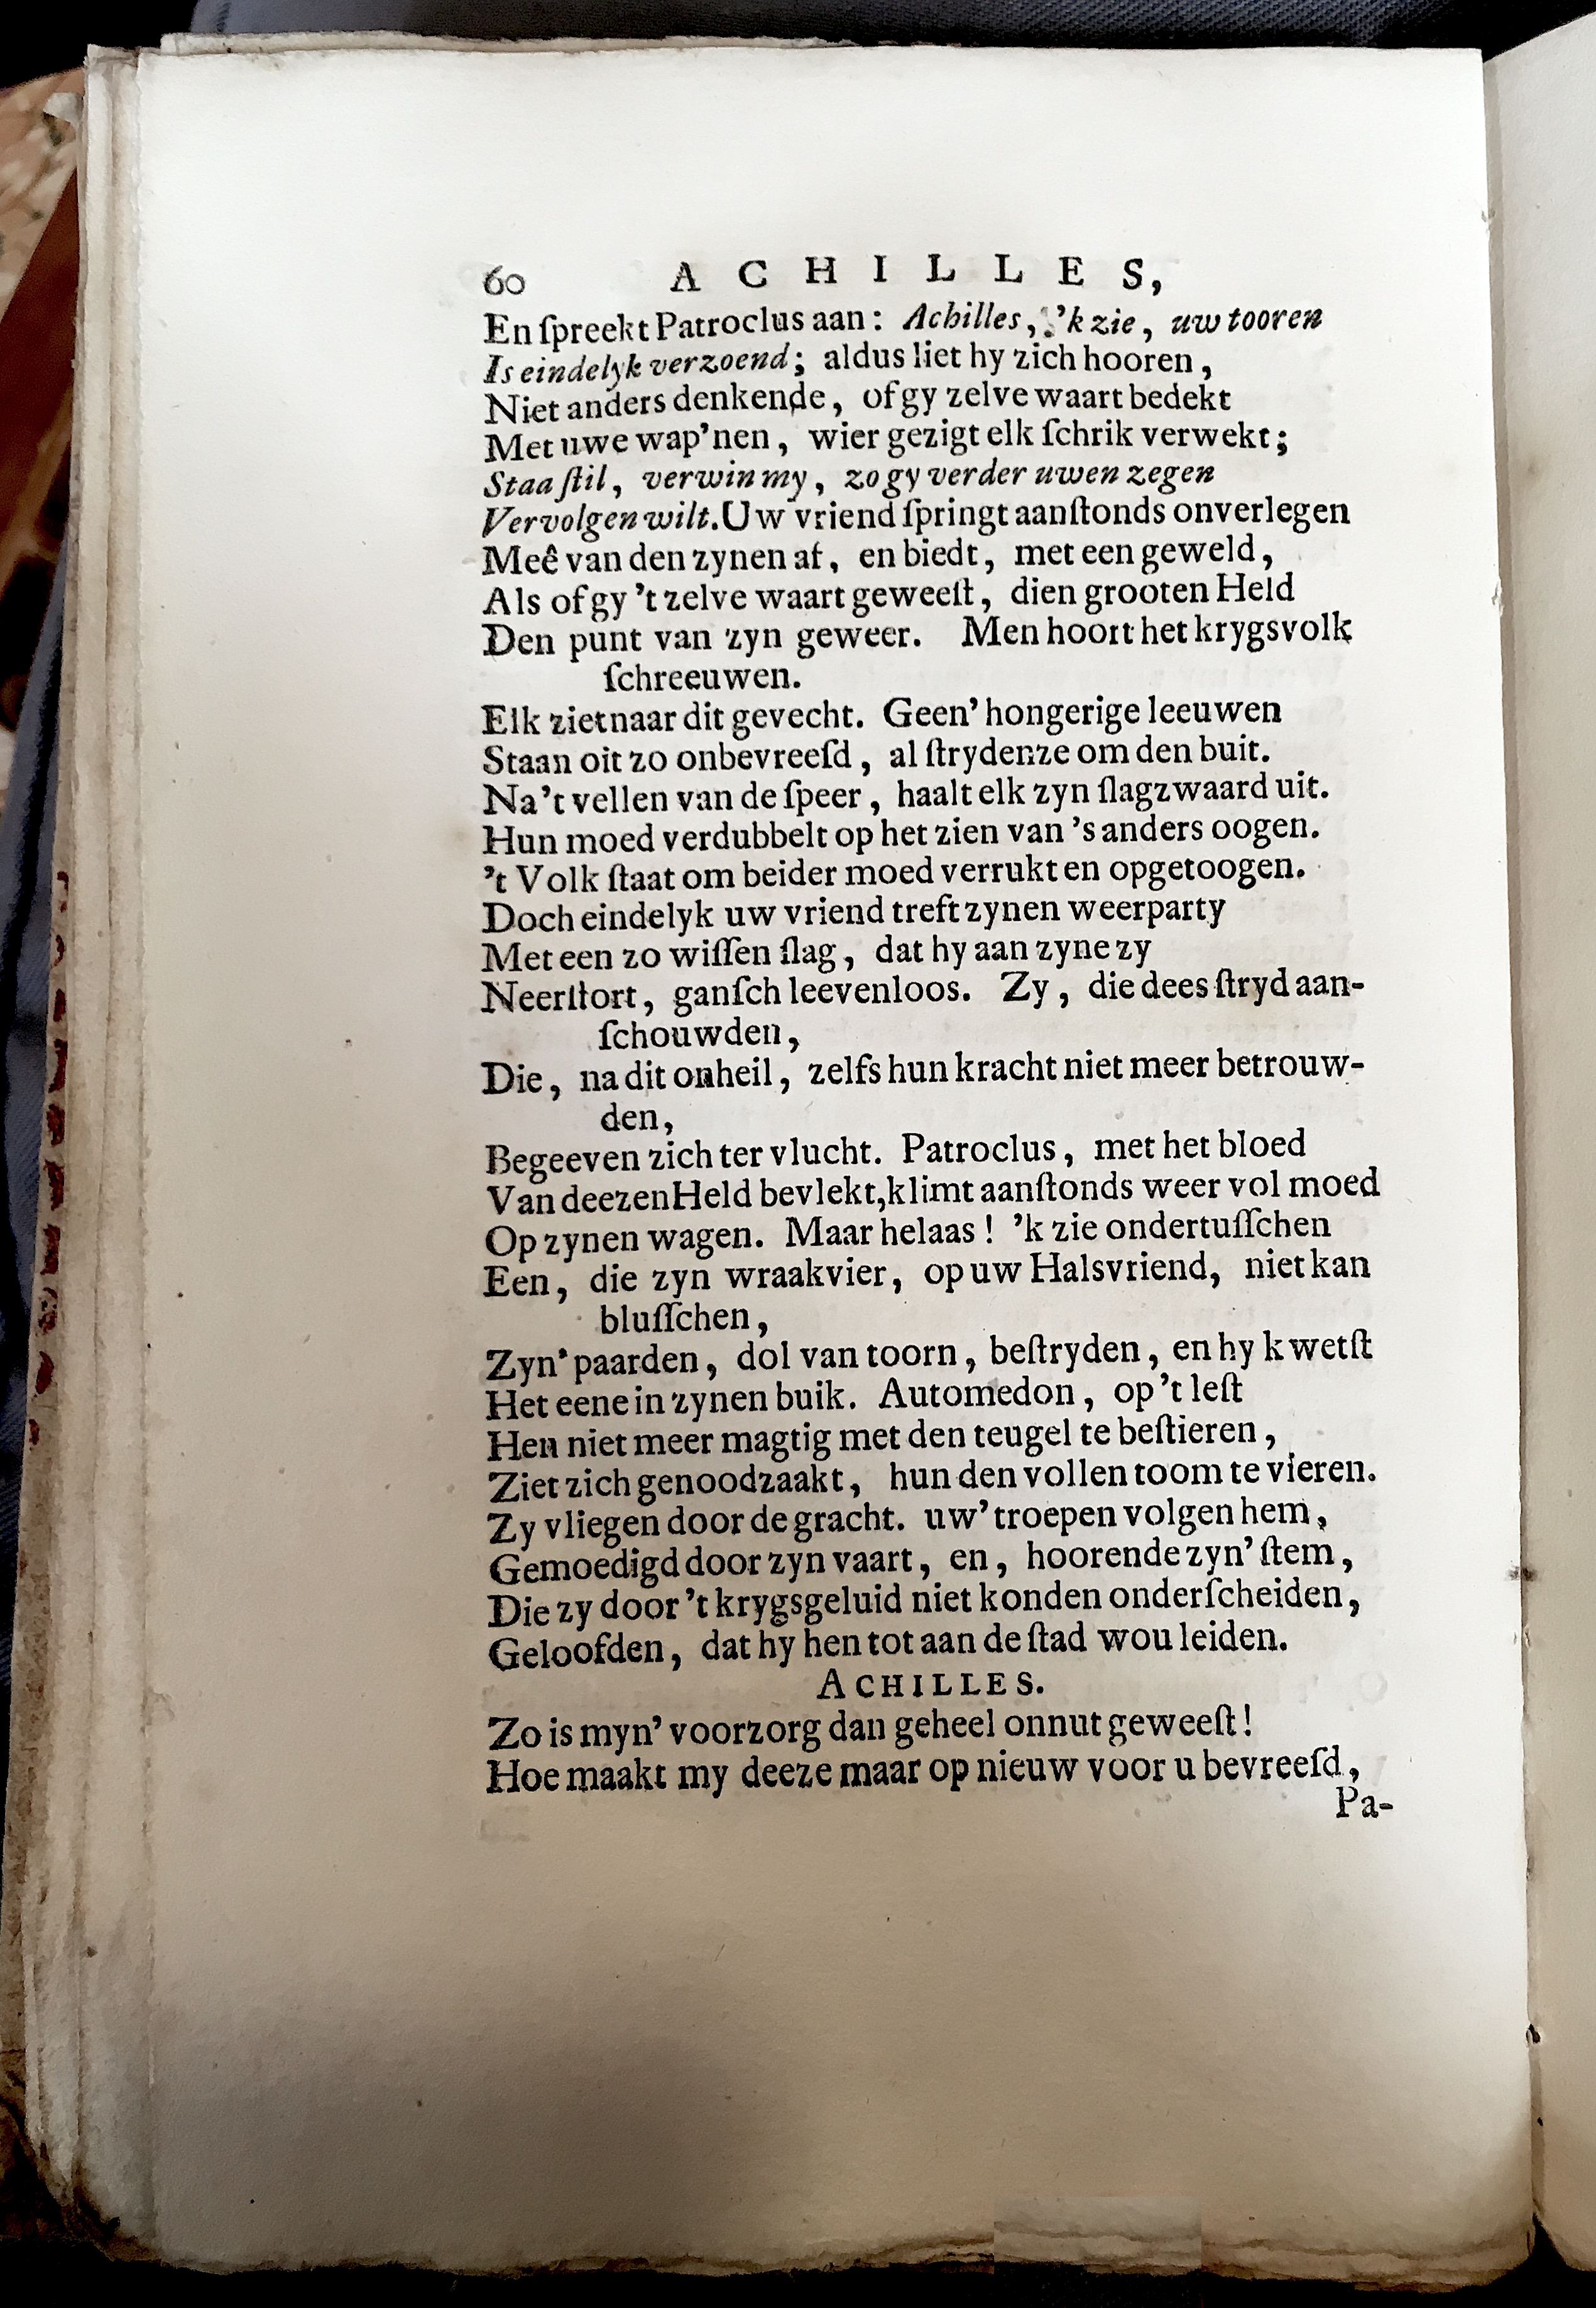 60 ACHILLES,
En ſpreekt Patroclus aan: Achilles, 'k zie, uw tooren
Is eindelyk verzoend; aldus liet hy zich hooren,
Niet anders denkende, of gy zelve waart bedekt
Met uwe wap'nen, wier gezigt elk ſchrik verwekt;
Staa ſtil, verwin my, zo gy verder uwen zegen
Vervolgen wilt. Uw vriend ſpringt aanſtonds onverlegen
Meê van den zynen af, en biedt, met een geweld,
Als of gy 't zelve waart geweeſt, dien grooten Held
Den punt van zyn geweer. Men hoort het krygsvolk
ſchreeuwen.
Elk ziet naar dit gevecht. Geen' hongerige leeuwen
Staan oit zo onbevreeſd, al ſtryden ze om den buit.
Na 't vellen van de ſpeer, haalt elk zyn ſlagzwaard uit.
Hun moed verdubbelt op het zien van 's anders oogen.
't Volk ſtaat om beider moed verrukt en opgetoogen.
Doch eindelyk uw vriend treft zynen weerparty
Met een zo wiſſen ſlag, dat hy aan zyne zy
Neerſtort, ganſch leevenloos. Zy, die dees ſtryd aan-
ſchouwden,
Die, na dit onheil, zelfs hun kracht niet meer betrouw-
den,
Begeeven zich ter vlucht. Patroclus, met het bloed
Van deezen Held bevlekt, klimt aanſtonds weer vol moed
Op zynen wagen. Maar helaas! 'k zie ondertuſſchen
Een, die zyn wraakvier, op uw Halsvriend, niet kan
bluſſchen,
Zyn' paarden, dol van toorn, beſtryden, en hy kwetſt
Het eene in zynen buik. Automedon, op 't leſt
Hen niet meer magtig met den teugel te beſtieren,
Ziet zich genoodzaakt, hun den vollen toom te vieren.
Zy vliegen door de gracht. uw' troepen volgen hem,
Gemoedigd door zyn vaart, en, hoorende zyn' ſtem,
Die zy door 't krygsgeluid niet konden onderſcheiden,
Geloofden, dat hy hen tot aan de ſtad wou leiden.
ACHILLES.
Zo is myn' voorzorg dan geheel onnut geweeſt!
Hoe maakt my deeze maar op nieuw voor u bevreeſd,
Pa-